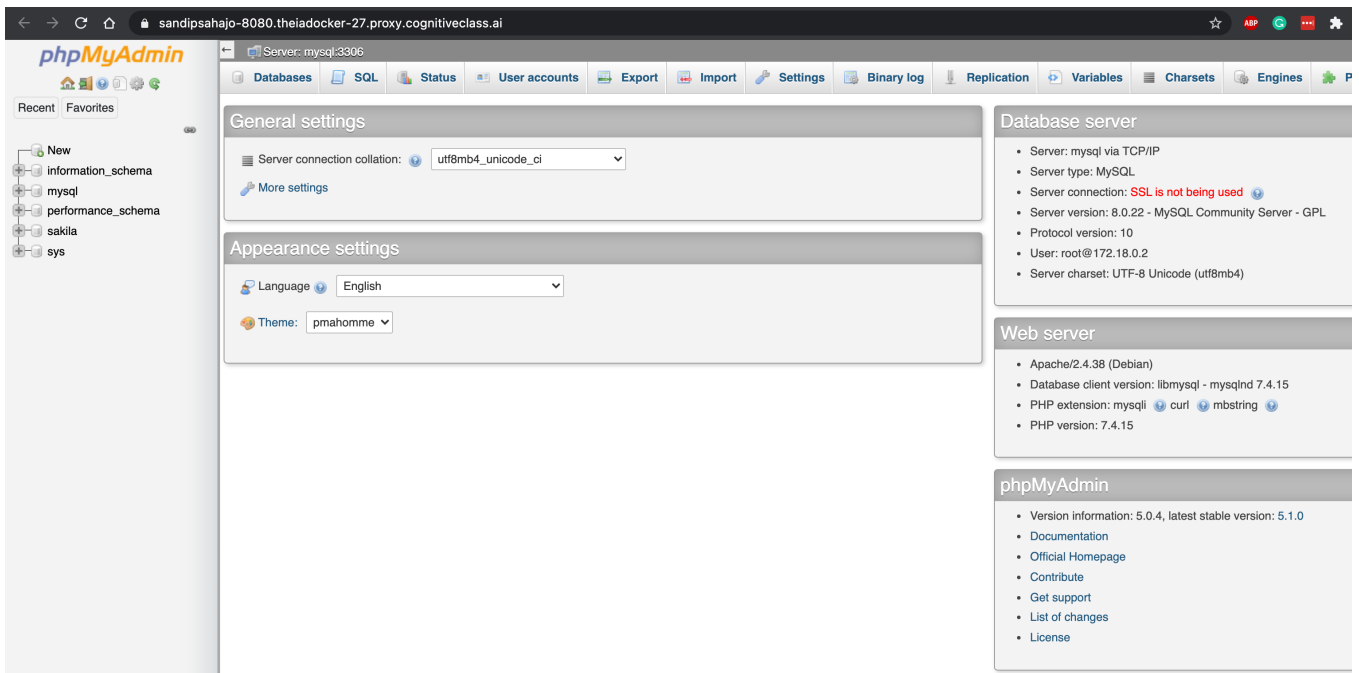 sandipsahajo-8080.theiadocker-27.proxy.cognitiveclass.ai
ABP
phpMyAdmin
Recent Favorites
New
information_schema
mysql
performance_schema
sakila
sys
Server: mysql:3306
Databases SQL Status User accounts Export Import Settings Binary log Replication Variables Charsets Engines P
General settings
Server connection collation: utf8mb4_unicode_ci
More settings
Appearance settings
Language English
Theme: pmahomme
Database server
Server: mysql via TCP/IP
Server type: MySQL
Server connection: SSL is not being used
Server version: 8.0.22 - MySQL Community Server - GPL
Protocol version: 10
User: root@172.18.0.2
Server charset: UTF-8 Unicode (utf8mb4)
Web server
Apache/2.4.38 (Debian)
Database client version: libmysql - mysqlnd 7.4.15
PHP extension: mysqli curl mbstring
PHP version: 7.4.15
phpMyAdmin
Version information: 5.0.4, latest stable version: 5.1.0
Documentation
Official Homepage
Contribute
Get support
List of changes
License